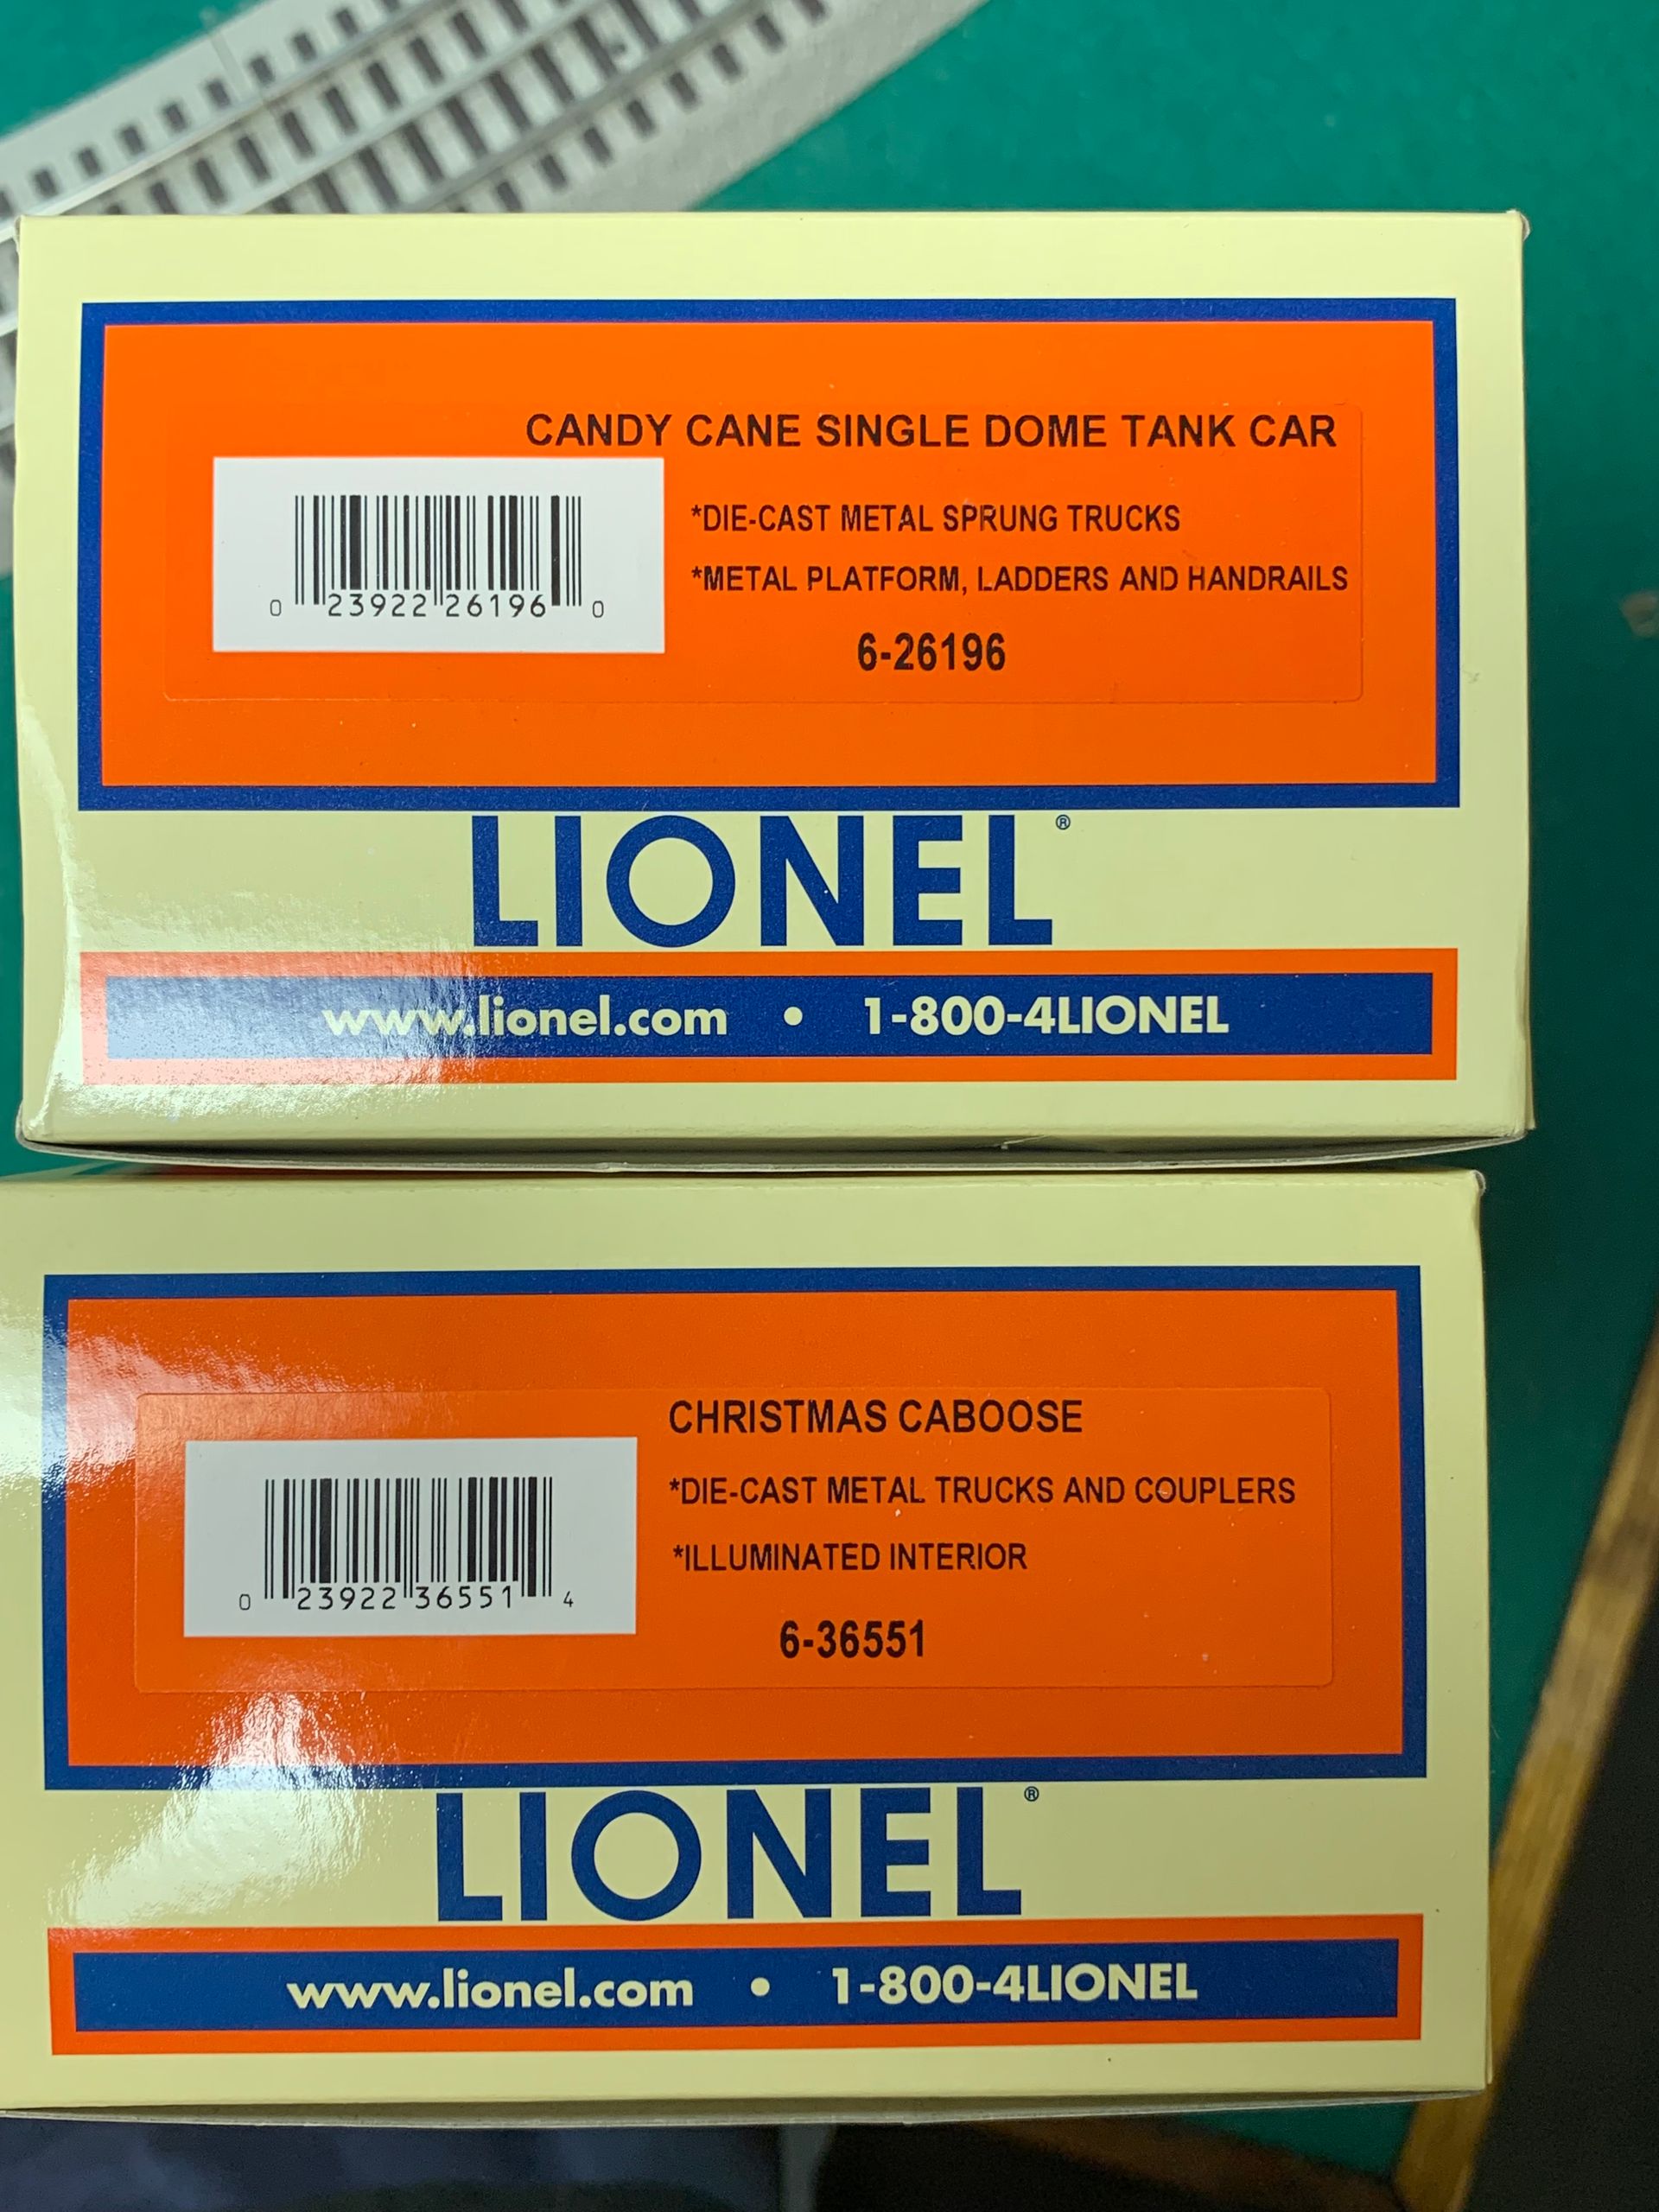 CANDY CANE SINGLE DOME TANK CAR
*DIE-CAST METAL SPRUNG TRUCKS
*METAL PLATFORM, LADDERS AND HANDRAILS
0 23922 26196 0
6-26196
LIONEL®
www.lionel.com • 1-800-4LIONEL
CHRISTMAS CABOOSE
*DIE-CAST METAL TRUCKS AND COUPLERS
*ILLUMINATED INTERIOR
0 23922 36551 4
6-36551
LIONEL®
www.lionel.com • 1-800-4LIONEL